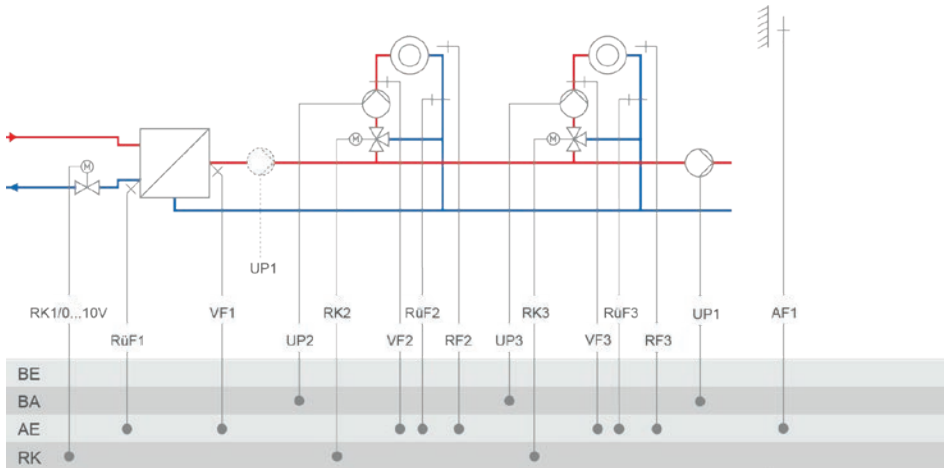 M
M
M
UP1
RK1/0...10V
VF1
RK2
RüF2
RK3
RüF3
UP1
AF1
RüF1
UP2
VF2
RF2
UP3
VF3
RF3
BE
BA
AE
RK